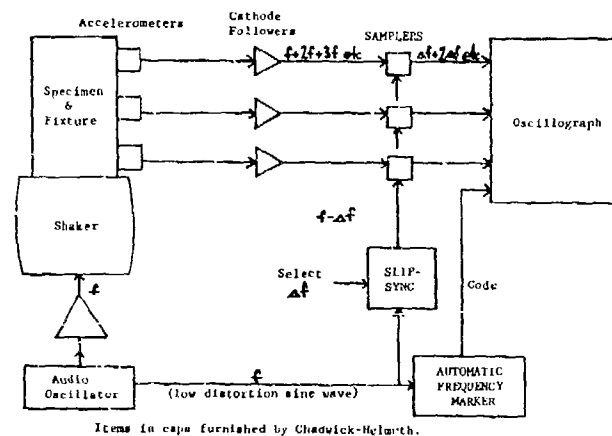 Accelerometers
Cathode
Followers
SAMPLERS
f+2f+3f etc
Δf+2Δf etc
Specimen
&
Fixture
Oscillograph
Shaker
f-Δf
Select
Δf
SLIP-
SYNC
Code
f
Audio
Oscillator
f
(low distortion sine wave)
AUTOMATIC
FREQUENCY
MARKER
Items in caps furnished by Chadwick-Helmuth.